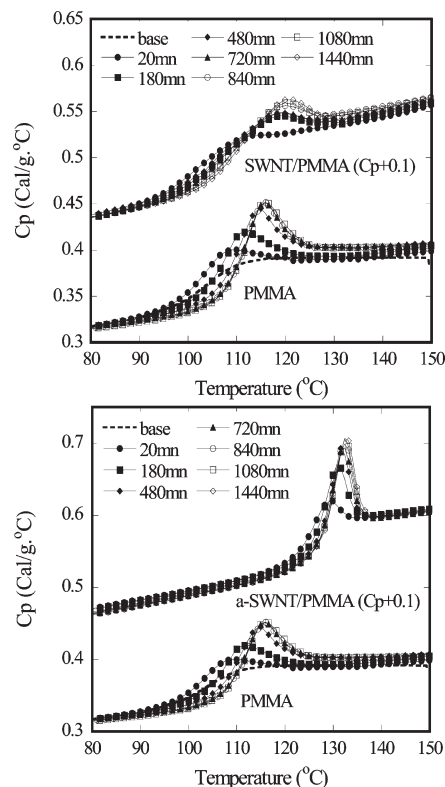 0.65
0.6
0.55
0.5
0.45
0.4
0.35
0.3
Cp (Cal/g.°C)
base
20mn
180mn
480mn
720mn
840mn
1080mn
1440mn
SWNT/PMMA (Cp+0.1)
PMMA
80 90 100 110 120 130 140 150
Temperature (°C)
0.7
0.6
0.5
0.4
0.3
Cp (Cal/g.°C)
base
20mn
180mn
480mn
720mn
840mn
1080mn
1440mn
a-SWNT/PMMA (Cp+0.1)
PMMA
80 90 100 110 120 130 140 150
Temperature (°C)